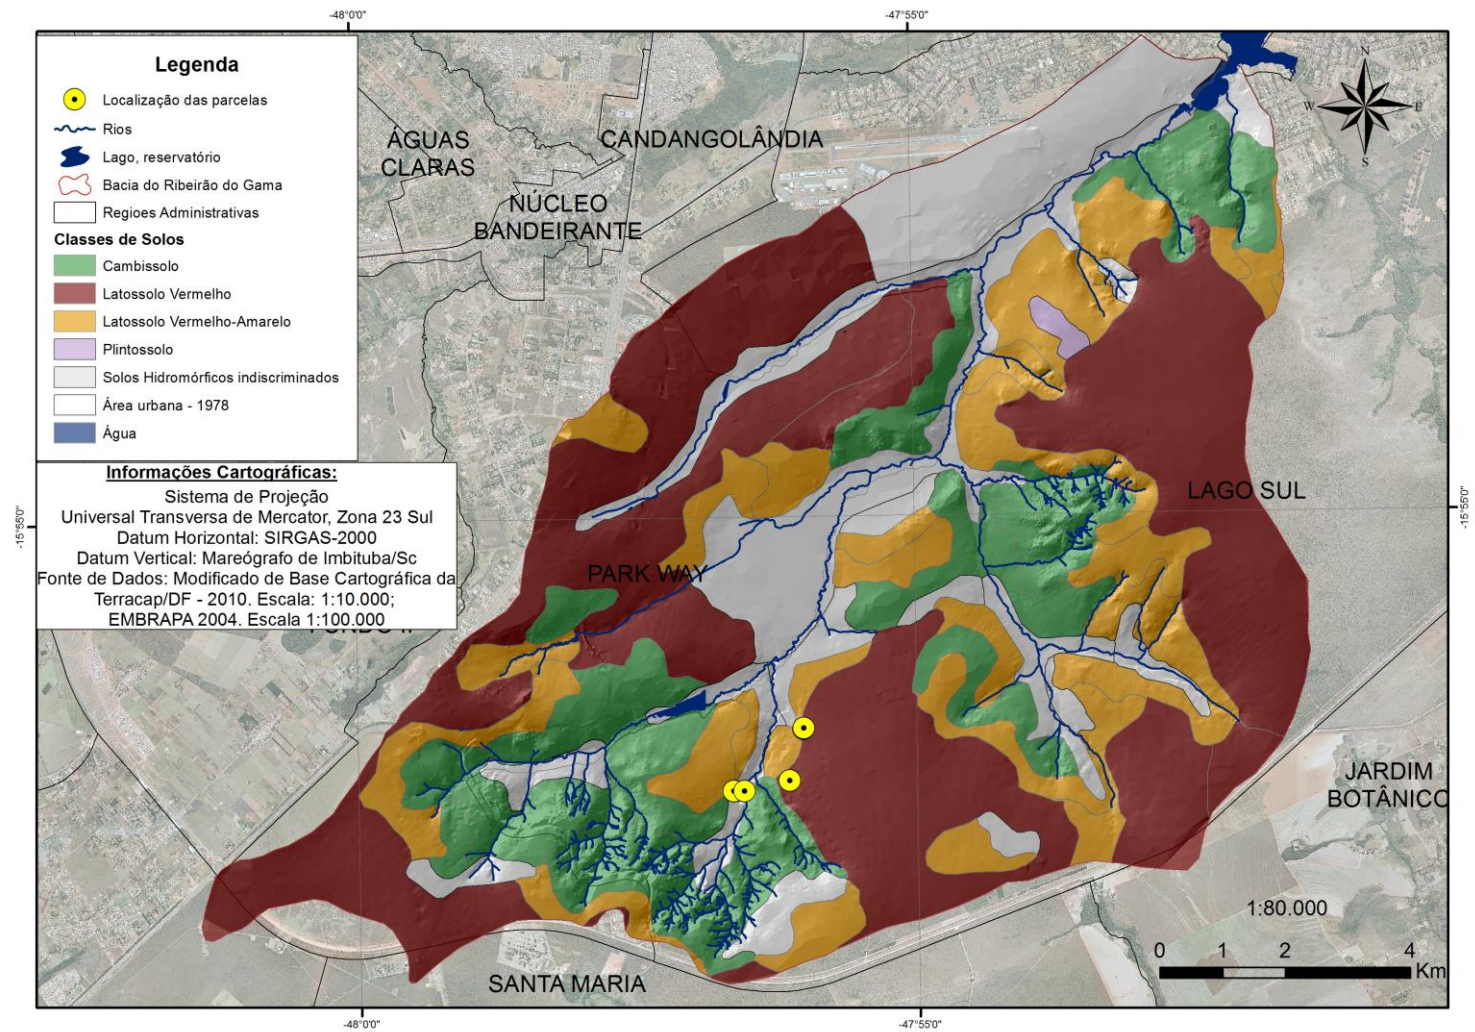 -48°0'0"
-47°55'0"
Legenda
Localização das parcelas
Rios
Lago, reservatório
Bacia do Ribeirão do Gama
Regioes Administrativas
Classes de Solos
Cambissolo
Latossolo Vermelho
Latossolo Vermelho-Amarelo
Plintossolo
Solos Hidromórficos indiscriminados
Área urbana - 1978
Água
Informações Cartográficas:
Sistema de Projeção
Universal Transversa de Mercator, Zona 23 Sul
Datum Horizontal: SIRGAS-2000
Datum Vertical: Mareógrafo de Imbituba/Sc
Fonte de Dados: Modificado de Base Cartográfica da
Terracap/DF - 2010. Escala: 1:10.000;
EMBRAPA 2004. Escala 1:100.000
ÁGUAS
CLARAS
CANDANGOLÂNDIA
NÚCLEO
BANDEIRANTE
N
W
E
S
LAGO SUL
PARK WAY
-15°55'0"
-15°55'0"
JARDIM
BOTÂNICO
SANTA MARIA
1:80.000
0 1 2 4
Km
-48°0'0"
-47°55'0"